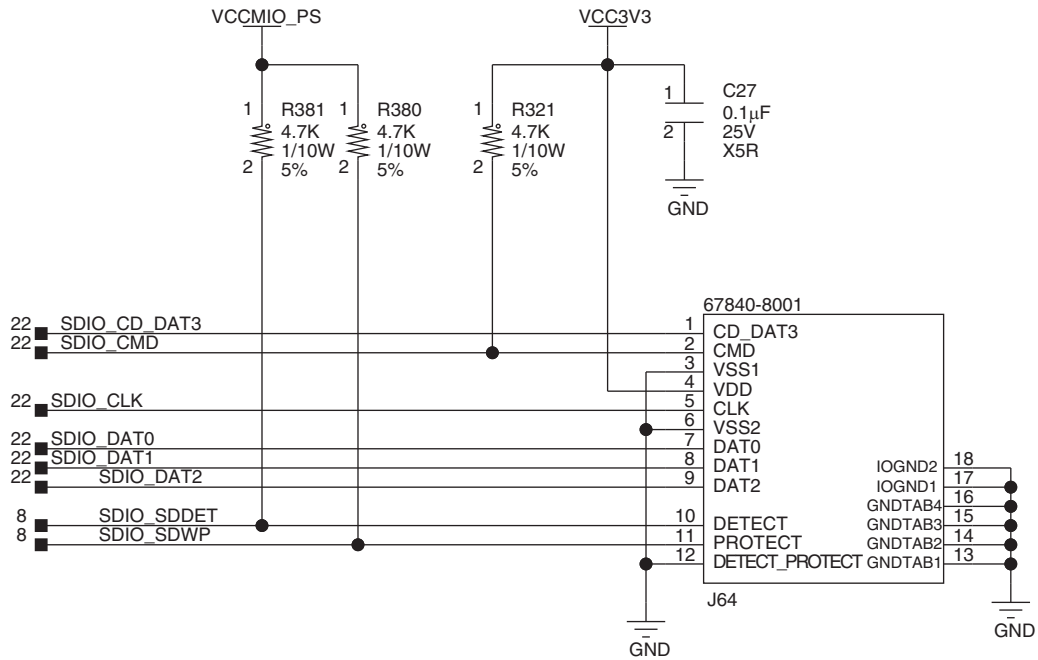 VCCMIO_PS
VCC3V3
1
R381
4.7K
1/10W
2
5%
1
R380
4.7K
1/10W
2
5%
1
R321
4.7K
1/10W
2
5%
1
C27
0.1µF
2
25V
X5R
GND
67840-8001
22 SDIO_CD_DAT3 1 CD_DAT3
22 SDIO_CMD 2 CMD
3 VSS1
4 VDD
22 SDIO_CLK 5 CLK
6 VSS2
22 SDIO_DAT0 7 DAT0
22 SDIO_DAT1 8 DAT1
22 SDIO_DAT2 9 DAT2
IOGND2 18
IOGND1 17
GNDTAB4 16
8 SDIO_SDDET 10 DETECT GNDTAB3 15
8 SDIO_SDWP 11 PROTECT GNDTAB2 14
12 DETECT_PROTECT GNDTAB1 13
J64
GND
GND